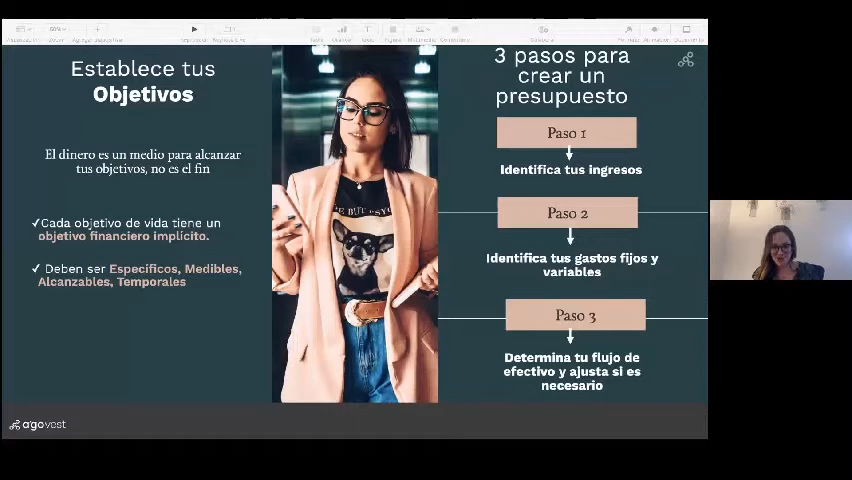 Establece tus
Objetivos
El dinero es un medio para alcanzar
tus objetivos, no es el fin
✓Cada objetivo de vida tiene un
objetivo financiero implícito.
✓ Deben ser Específicos, Medibles,
Alcanzables, Temporales
3 pasos para
crear un
presupuesto
Paso 1
Identifica tus ingresos
Paso 2
Identifica tus gastos fijos y
variables
Paso 3
Determina tu flujo de
efectivo y ajusta si es
necesario
agovest